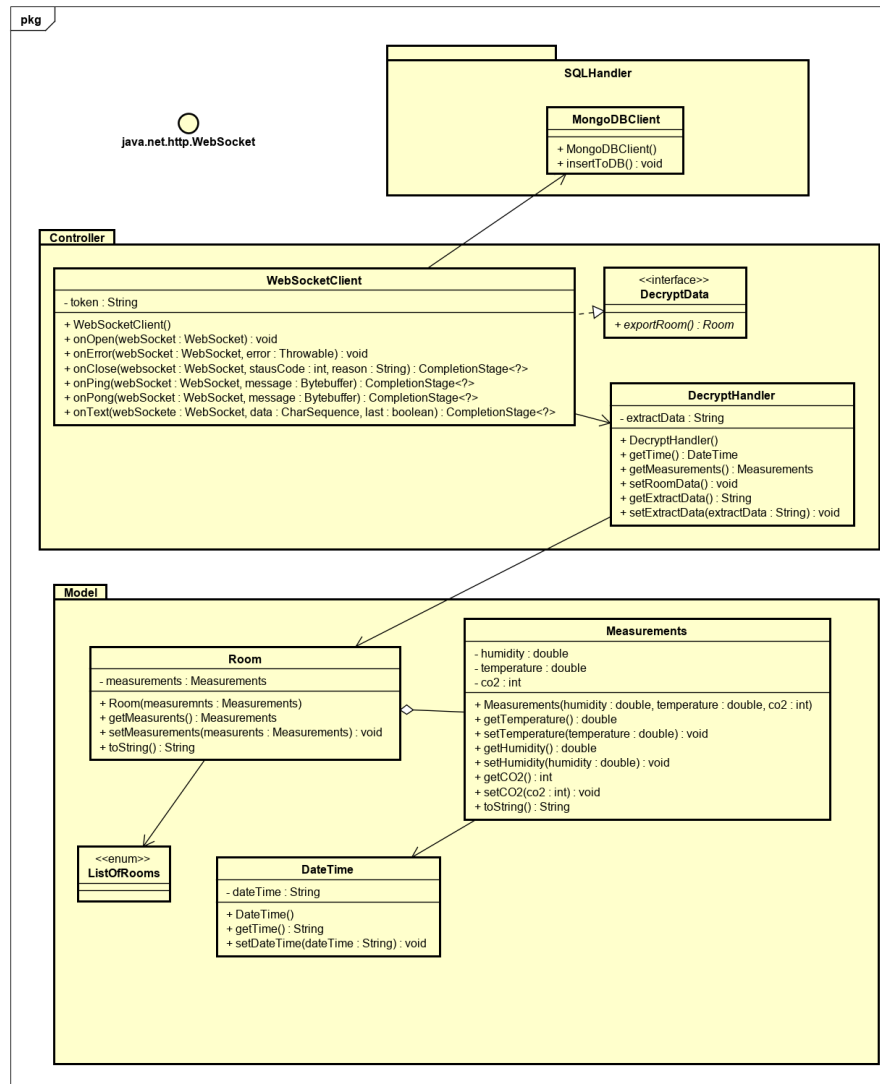 pkg
SQLHandler
MongoDBClient
+ MongoDBClient()
+ insertToDB() : void
java.net.http.WebSocket
Controller
WebSocketClient
- token : String
+ WebSocketClient()
+ onOpen(webSocket : WebSocket) : void
+ onError(webSocket : WebSocket, error : Throwable) : void
+ onClose(websocket : WebSocket, stausCode : int, reason : String) : CompletionStage<?>
+ onPing(webSocket : WebSocket, message : Bytebuffer) : CompletionStage<?>
+ onPong(webSocket : WebSocket, message : Bytebuffer) : CompletionStage<?>
+ onText(webSockete : WebSocket, data : CharSequence, last : boolean) : CompletionStage<?>
<<interface>>
DecryptData
+ exportRoom() : Room
DecryptHandler
- extractData : String
+ DecryptHandler()
+ getTime() : DateTime
+ getMeasurements() : Measurements
+ setRoomData() : void
+ getExtractData() : String
+ setExtractData(extractData : String) : void
Model
Room
- measurements : Measurements
+ Room(measuremnts : Measurements)
+ getMeasurents() : Measurements
+ setMeasurements(measurents : Measurements) : void
+ toString() : String
Measurements
- humidity : double
- temperature : double
- co2 : int
+ Measurements(humidity : double, temperature : double, co2 : int)
+ getTemperature() : double
+ setTemperature(temperature : double) : void
+ getHumidity() : double
+ setHumidity(humidity : double) : void
+ getCO2() : int
+ setCO2(co2 : int) : void
+ toString() : String
<<enum>>
ListOfRooms
DateTime
- dateTime : String
+ DateTime()
+ getTime() : String
+ setDateTime(dateTime : String) : void